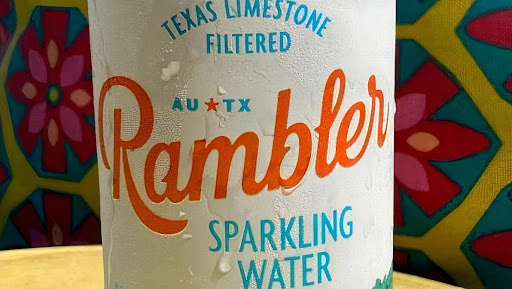 TEXAS LIMESTONE
FILTERED
AU★TX
Rambler
SPARKLING
WATER